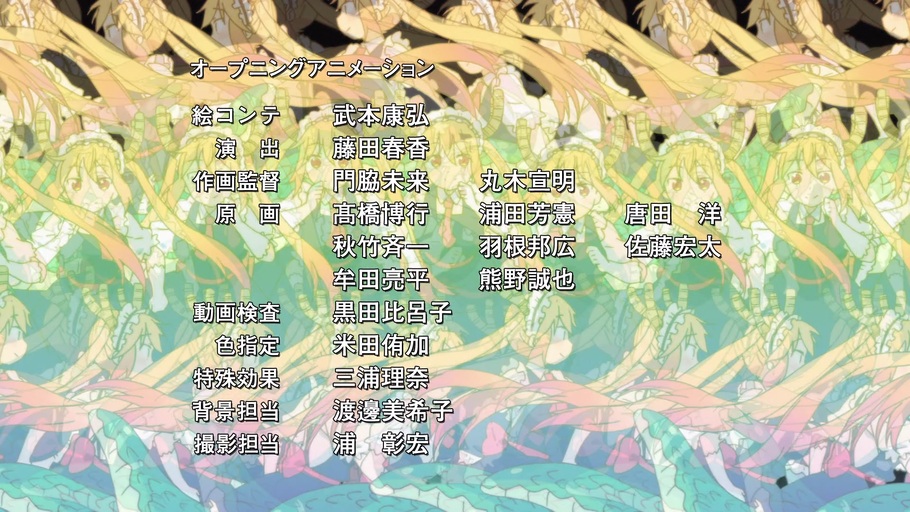 オープニングアニメーション
絵コンテ 武本康弘
演 出 藤田春香
作画監督 門脇未来 丸木宣明
原 画 髙橋博行 浦田芳憲 唐田 洋
秋竹斉一 羽根邦広 佐藤宏太
牟田亮平 熊野誠也
動画検査 黒田比呂子
色指定 米田侑加
特殊効果 三浦理奈
背景担当 渡邊美希子
撮影担当 浦 彰宏